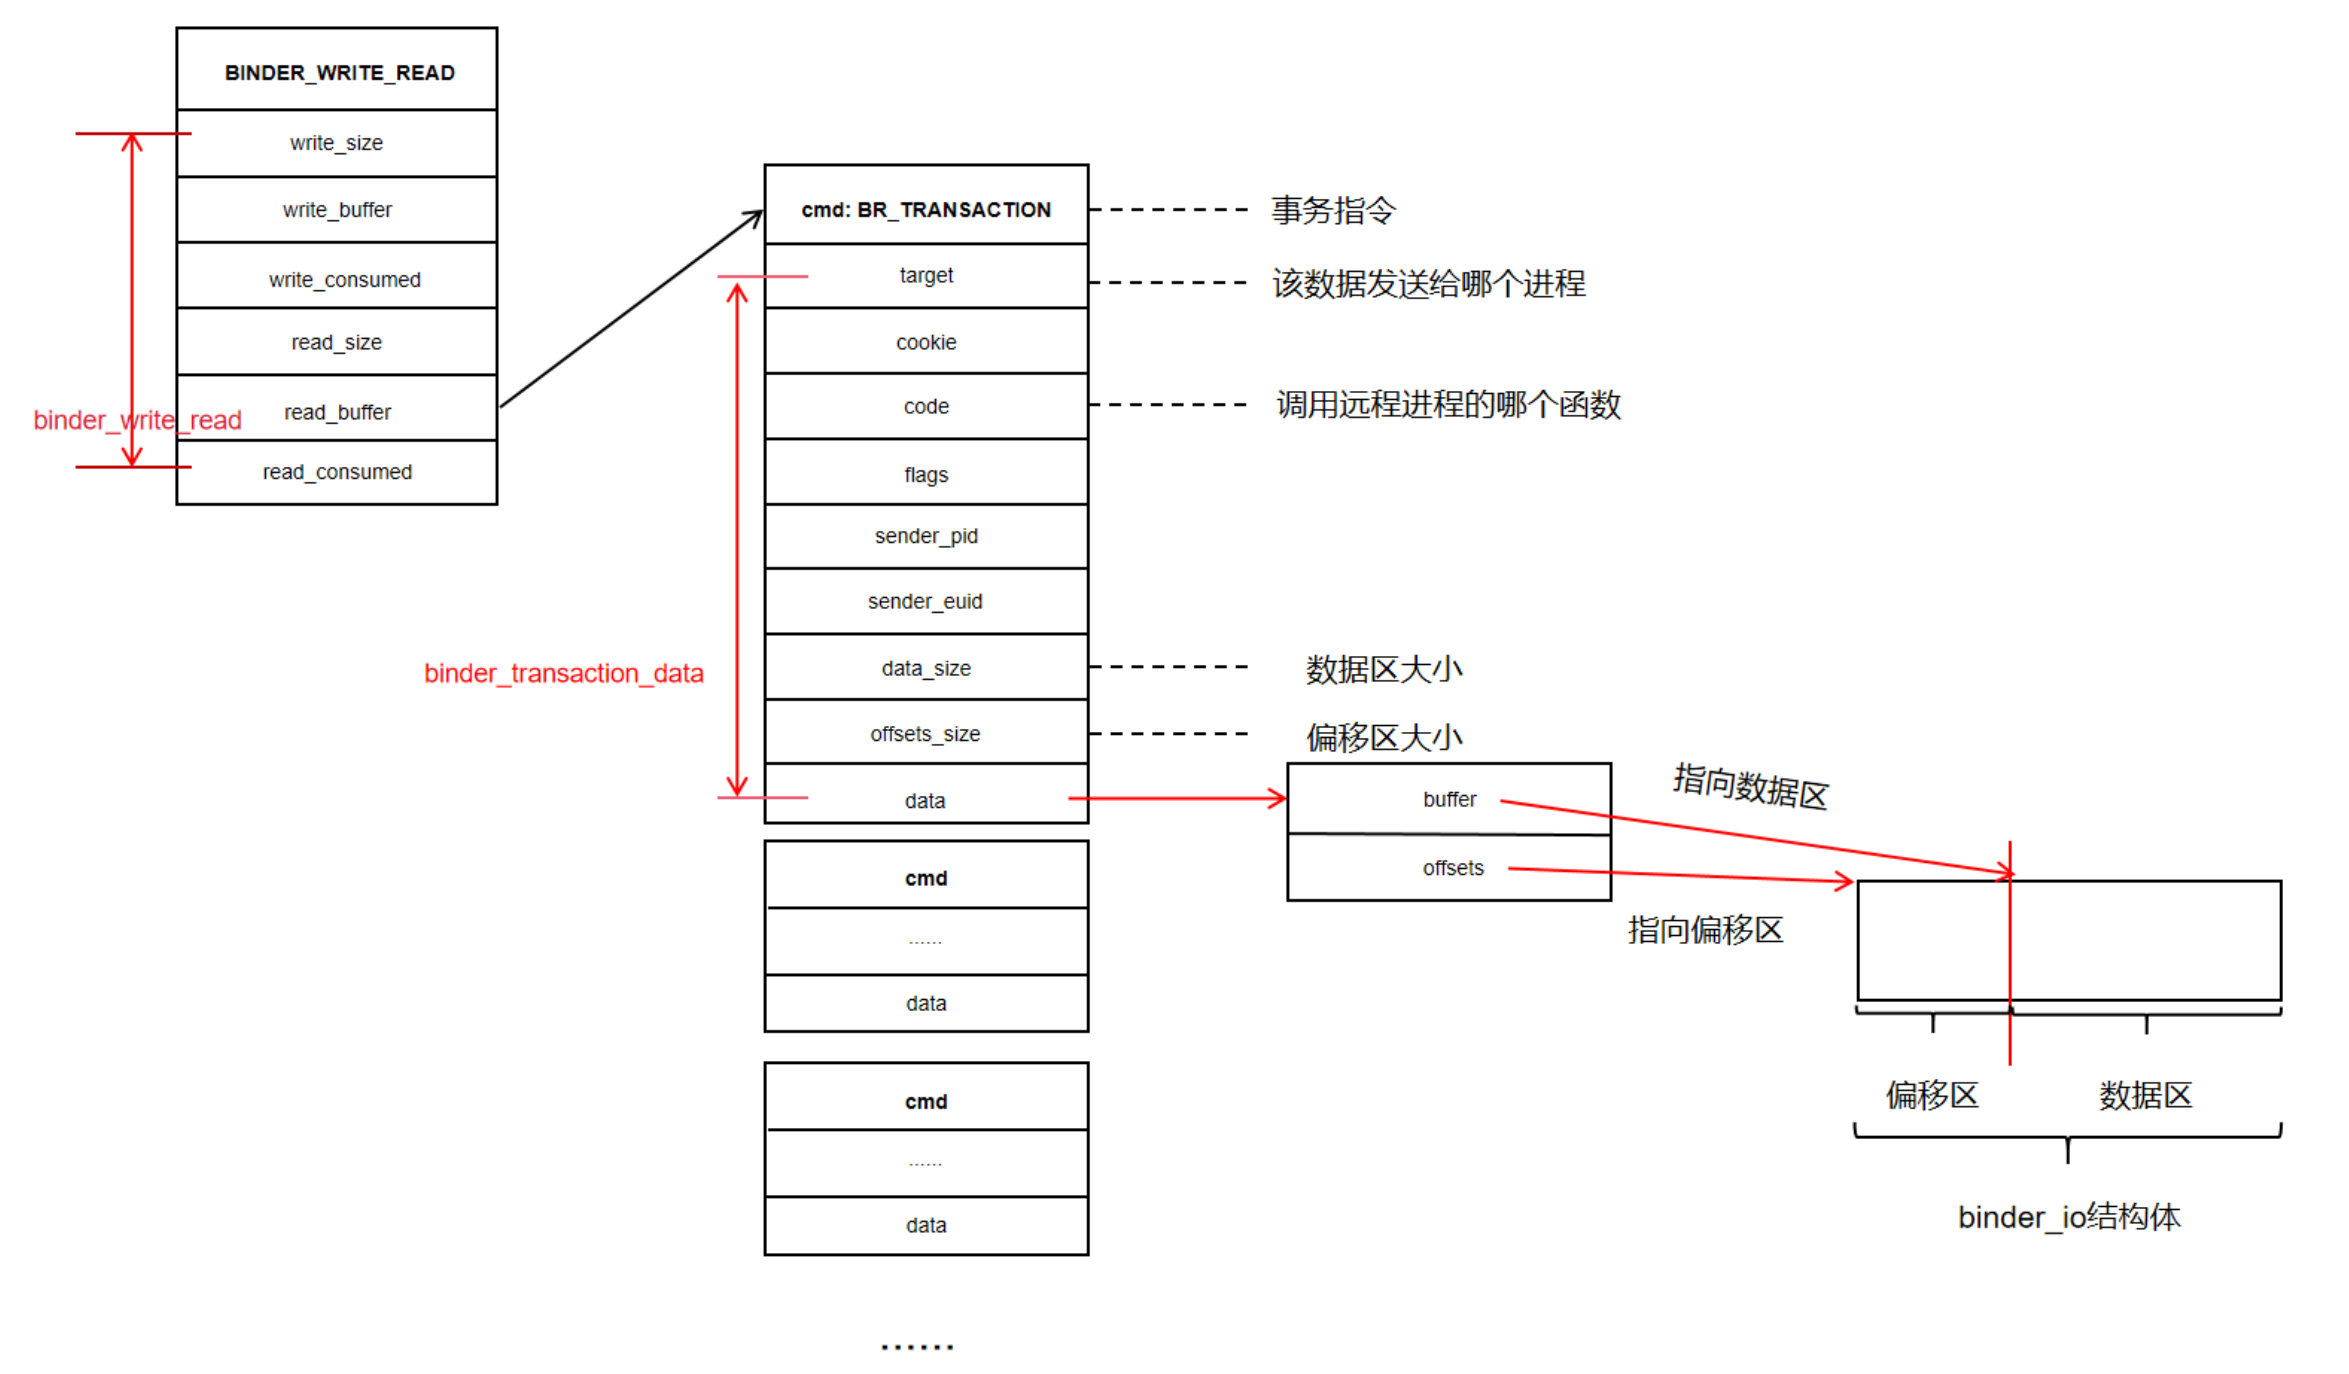 BINDER_WRITE_READ
write_size
write_buffer
write_consumed
read_size
read_buffer
read_consumed
binder_write_read
cmd: BR_TRANSACTION
target
cookie
code
flags
sender_pid
sender_euid
data_size
offsets_size
data
binder_transaction_data
事务指令
该数据发送给哪个进程
调用远程进程的哪个函数
数据区大小
偏移区大小
cmd
......
data
cmd
......
data
......
buffer
offsets
指向数据区
指向偏移区
偏移区
数据区
binder_io结构体